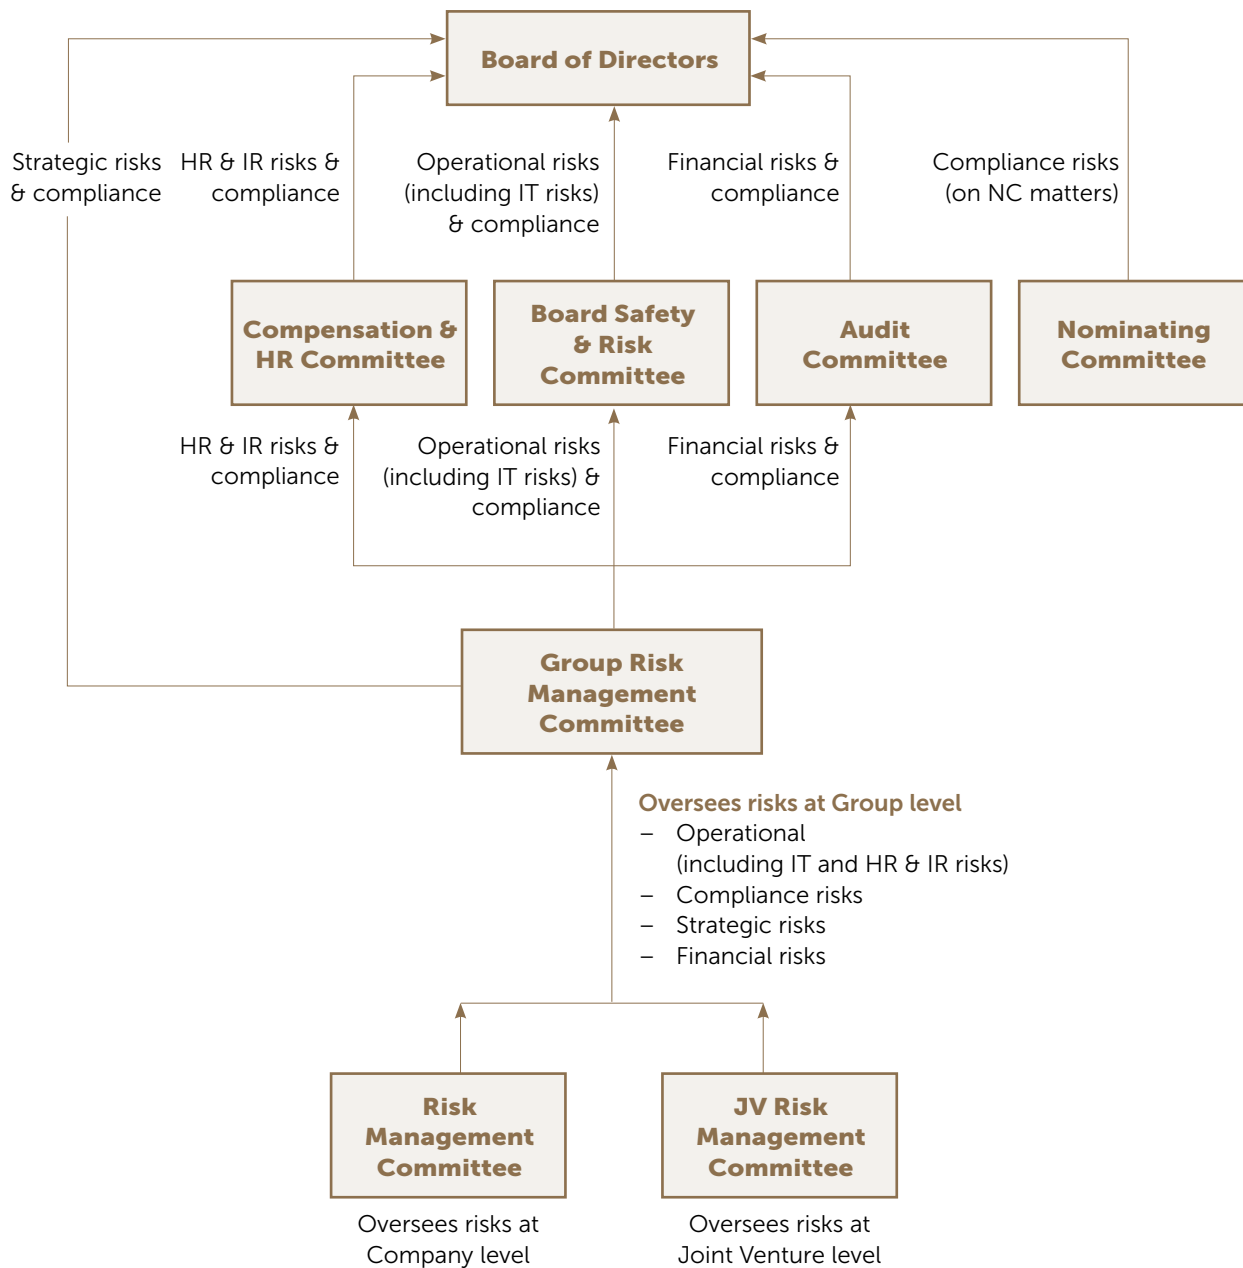 Board of Directors
Strategic risks
& compliance
HR & IR risks &
compliance
Operational risks
(including IT risks)
& compliance
Financial risks &
compliance
Compliance risks
(on NC matters)
Compensation &
HR Committee
Board Safety
& Risk
Committee
Audit
Committee
Nominating
Committee
HR & IR risks &
compliance
Operational risks
(including IT risks) &
compliance
Financial risks &
compliance
Group Risk
Management
Committee
Oversees risks at Group level
– Operational
(including IT and HR & IR risks)
– Compliance risks
– Strategic risks
– Financial risks
Risk
Management
Committee
JV Risk
Management
Committee
Oversees risks at
Company level
Oversees risks at
Joint Venture level